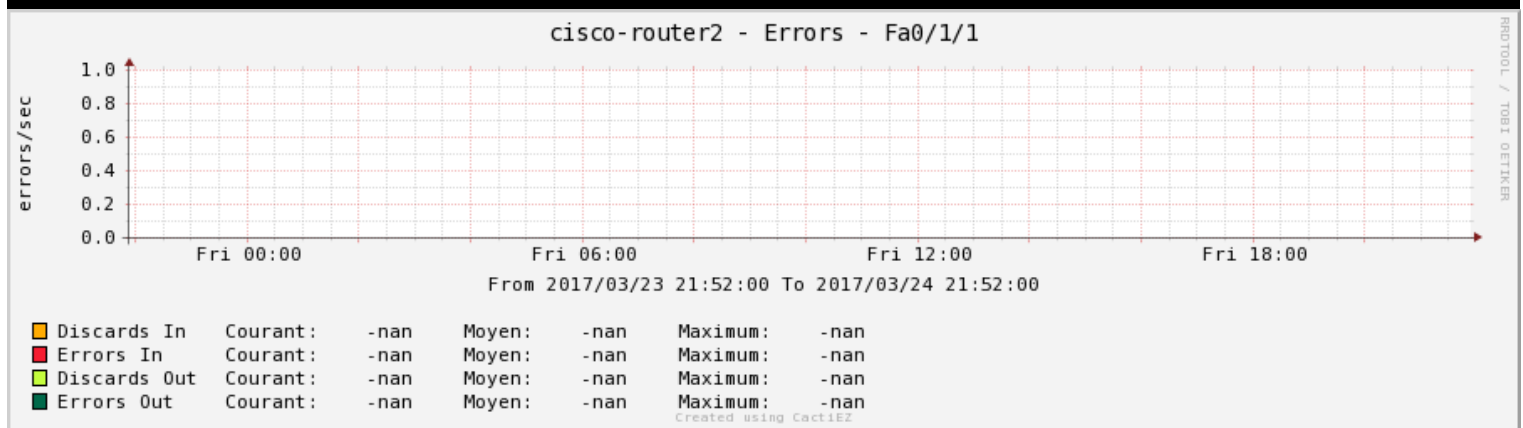 cisco-router2 - Errors - Fa0/1/1
RRDTOOL / TOBI OETIKER
errors/sec
1.0
0.8
0.6
0.4
0.2
0.0
Fri 00:00 Fri 06:00 Fri 12:00 Fri 18:00
From 2017/03/23 21:52:00 To 2017/03/24 21:52:00
Discards In Courant: -nan Moyen: -nan Maximum: -nan
Errors In Courant: -nan Moyen: -nan Maximum: -nan
Discards Out Courant: -nan Moyen: -nan Maximum: -nan
Errors Out Courant: -nan Moyen: -nan Maximum: -nan
Created using CactiEZ